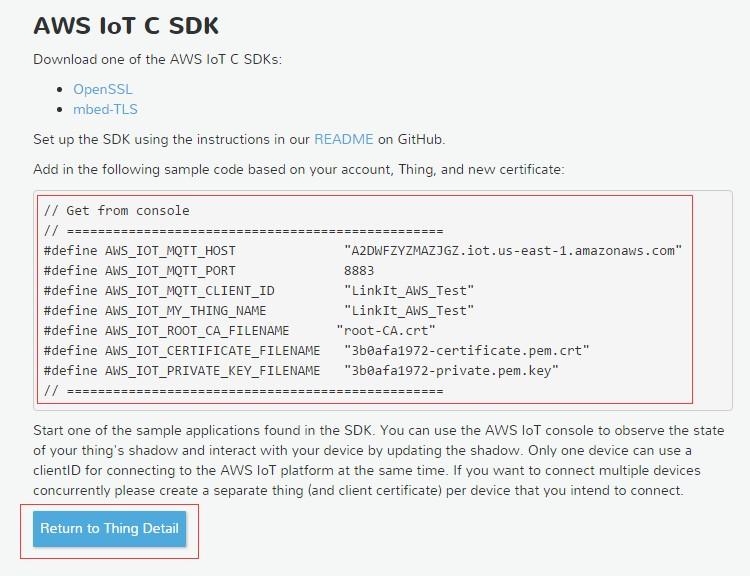 AWS IoT C SDK
Download one of the AWS IoT C SDKs:
OpenSSL
mbed-TLS
Set up the SDK using the instructions in our README on GitHub.
Add in the following sample code based on your account, Thing, and new certificate:
// Get from console
// =================================================
#define AWS_IOT_MQTT_HOST "A2DWFZYZMAZJGZ.iot.us-east-1.amazonaws.com"
#define AWS_IOT_MQTT_PORT 8883
#define AWS_IOT_MQTT_CLIENT_ID "LinkIt_AWS_Test"
#define AWS_IOT_MY_THING_NAME "LinkIt_AWS_Test"
#define AWS_IOT_ROOT_CA_FILENAME "root-CA.crt"
#define AWS_IOT_CERTIFICATE_FILENAME "3b0afa1972-certificate.pem.crt"
#define AWS_IOT_PRIVATE_KEY_FILENAME "3b0afa1972-private.pem.key"
// =================================================
Start one of the sample applications found in the SDK. You can use the AWS IoT console to observe the state
of your thing's shadow and interact with your device by updating the shadow. Only one device can use a
clientID for connecting to the AWS IoT platform at the same time. If you want to connect multiple devices
concurrently please create a separate thing (and client certificate) per device that you intend to connect.
Return to Thing Detail